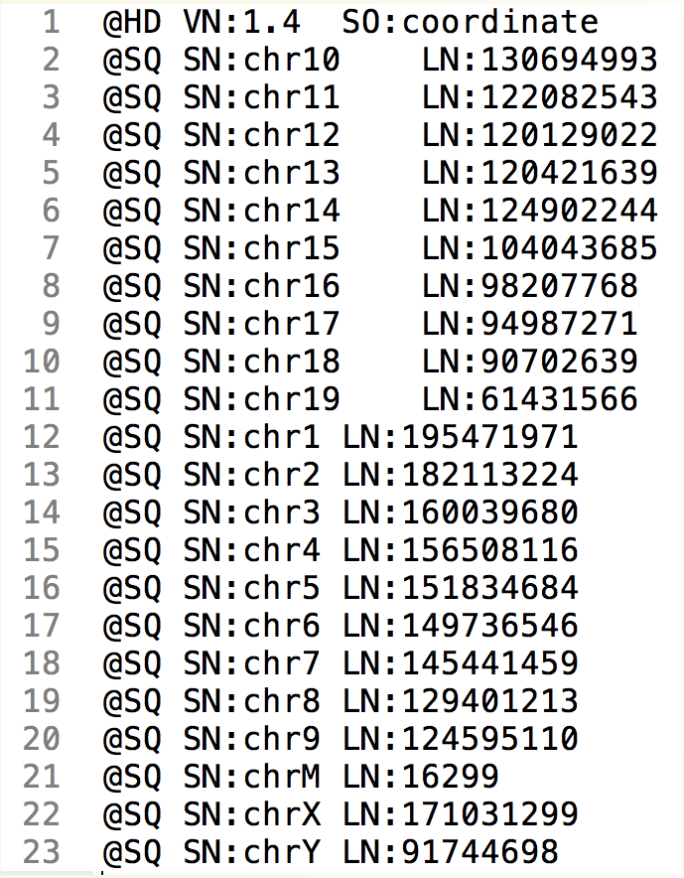 1 @HD VN:1.4 SO:coordinate
2 @SQ SN:chr10 LN:130694993
3 @SQ SN:chr11 LN:122082543
4 @SQ SN:chr12 LN:120129022
5 @SQ SN:chr13 LN:120421639
6 @SQ SN:chr14 LN:124902244
7 @SQ SN:chr15 LN:104043685
8 @SQ SN:chr16 LN:98207768
9 @SQ SN:chr17 LN:94987271
10 @SQ SN:chr18 LN:90702639
11 @SQ SN:chr19 LN:61431566
12 @SQ SN:chr1 LN:195471971
13 @SQ SN:chr2 LN:182113224
14 @SQ SN:chr3 LN:160039680
15 @SQ SN:chr4 LN:156508116
16 @SQ SN:chr5 LN:151834684
17 @SQ SN:chr6 LN:149736546
18 @SQ SN:chr7 LN:145441459
19 @SQ SN:chr8 LN:129401213
20 @SQ SN:chr9 LN:124595110
21 @SQ SN:chrM LN:16299
22 @SQ SN:chrX LN:171031299
23 @SQ SN:chrY LN:91744698